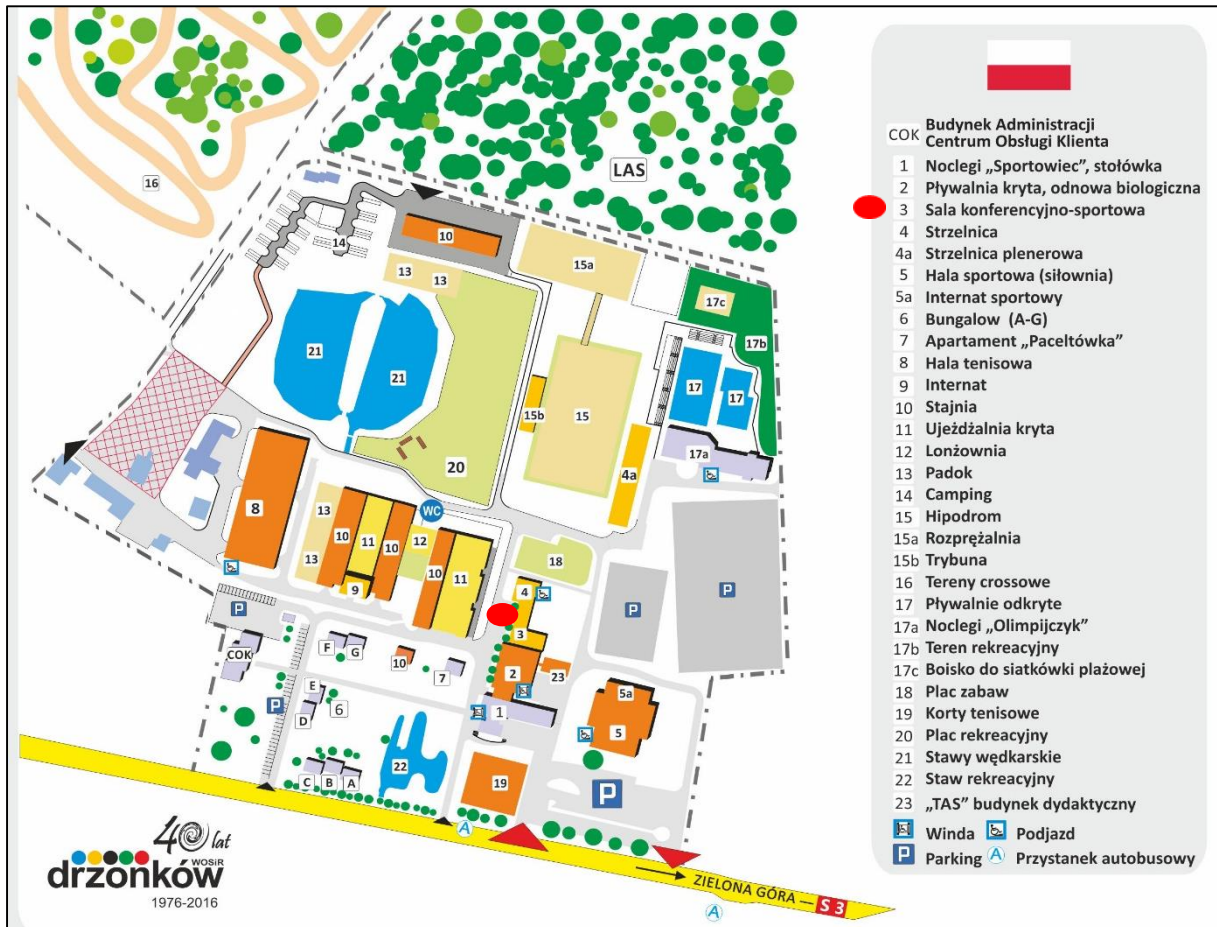 16
LAS
14
10
13
13
15a
17c
17b
21
21
17
17
15b
15
20
4a
17a
8
13
10
11
10
12
WC
13
9
10
11
18
4
P
P
P
3
COK
F
G
10
7
2
23
E
6
D
P
1
5a
5
C
B
A
22
19
P
A
ZIELONA GÓRA — S 3
A
40 lat
WOSiR
drzonków
1976-2016
COK Budynek Administracji
Centrum Obsługi Klienta
1 Noclegi „Sportowiec”, stołówka
2 Pływalnia kryta, odnowa biologiczna
3 Sala konferencyjno-sportowa
4 Strzelnica
4a Strzelnica plenerowa
5 Hala sportowa (siłownia)
5a Internat sportowy
6 Bungalow (A-G)
7 Apartament „Paceltówka”
8 Hala tenisowa
9 Internat
10 Stajnia
11 Ujeżdżalnia kryta
12 Lonżownia
13 Padok
14 Camping
15 Hipodrom
15a Rozprężalnia
15b Trybuna
16 Tereny crossowe
17 Pływalnie odkryte
17a Noclegi „Olimpijczyk”
17b Teren rekreacyjny
17c Boisko do siatkówki plażowej
18 Plac zabaw
19 Korty tenisowe
20 Plac rekreacyjny
21 Stawy wędkarskie
22 Staw rekreacyjny
23 „TAS” budynek dydaktyczny
Winda Podjazd
P Parking A Przystanek autobusowy